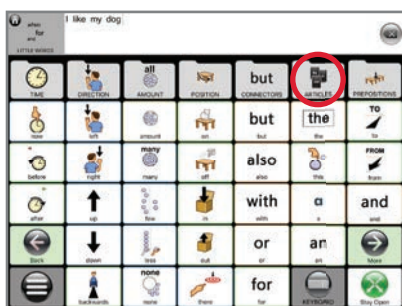 when
for
and
LITTLE WORDS
I like my dog
TIME
DIRECTION
all
AMOUNT
POSITION
but
CONNECTORS
ARTICLES
PREPOSITIONS
now
left
amount
on
but
but
the
the
TO
to
before
right
many
many
off
also
also
this
FROM
from
after
up
few
in
with
with
a
a
and
and
Back
down
less
out
or
or
an
an
More
backwards
none
none
there
for
for
KEYBOARD
Stay Open